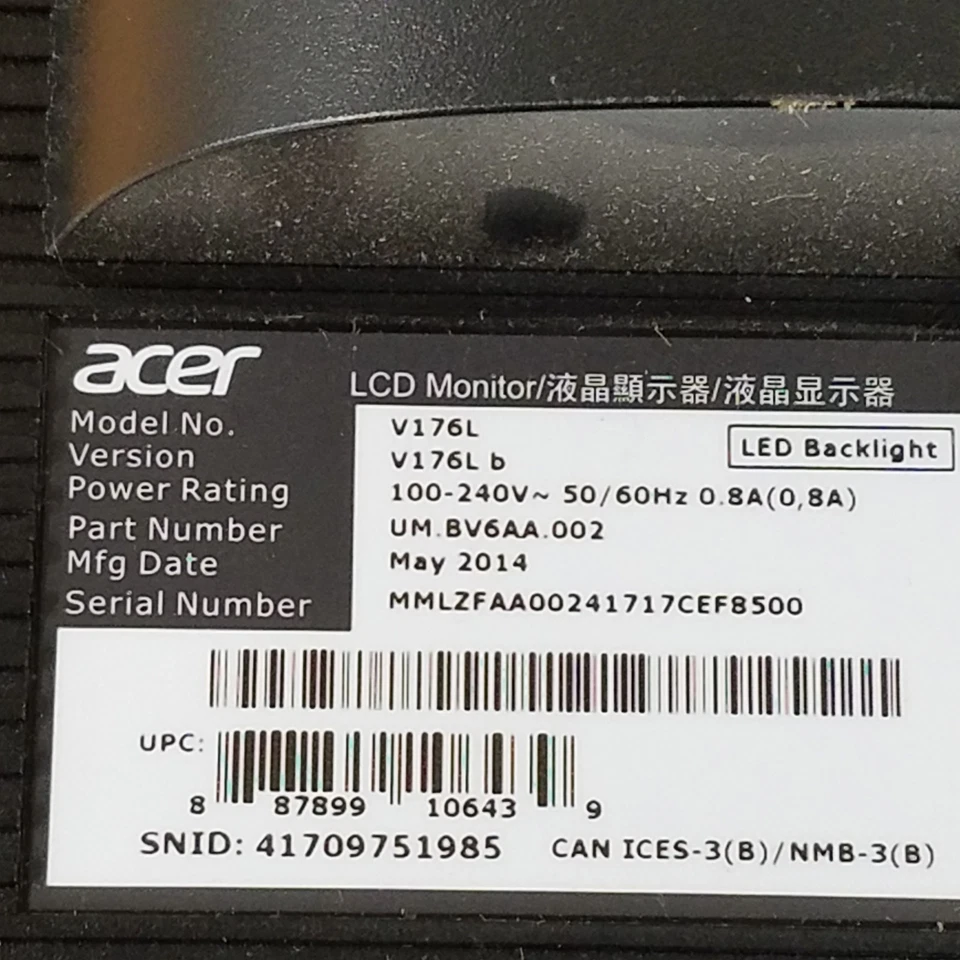 acer
LCD Monitor/液晶顯示器/液晶显示器
Model No. V176L
LED Backlight
Version V176L b
Power Rating 100-240V~ 50/60Hz 0.8A(0,8A)
Part Number UM.BV6AA.002
Mfg Date May 2014
Serial Number MMLZFAA00241717CEF8500
UPC:
8 87899 10643 9
SNID: 41709751985 CAN ICES-3(B)/NMB-3(B)